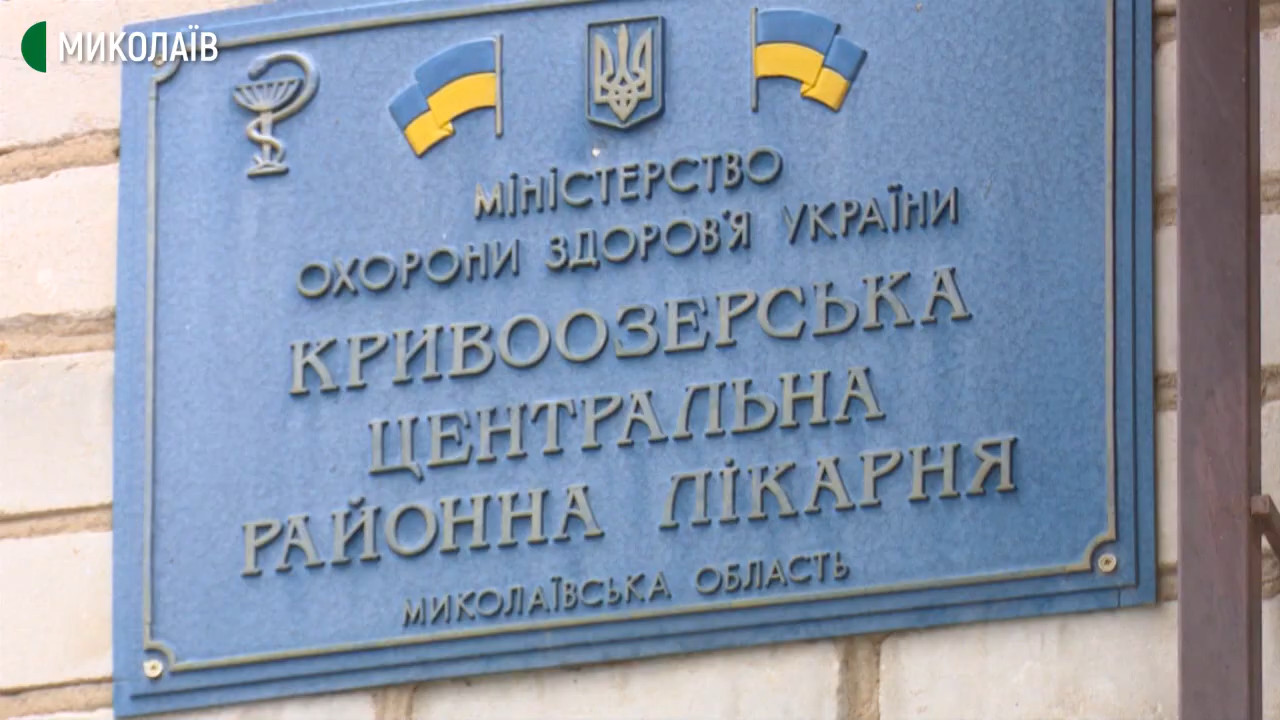 МИКОЛАЇВ
МІНІСТЕРСТВО
ОХОРОНИ ЗДОРОВ'Я УКРАЇНИ
КРИВООЗЕРСЬКА
ЦЕНТРАЛЬНА
РАЙОННА ЛІКАРНЯ
МИКОЛАЇВСЬКА ОБЛАСТЬ